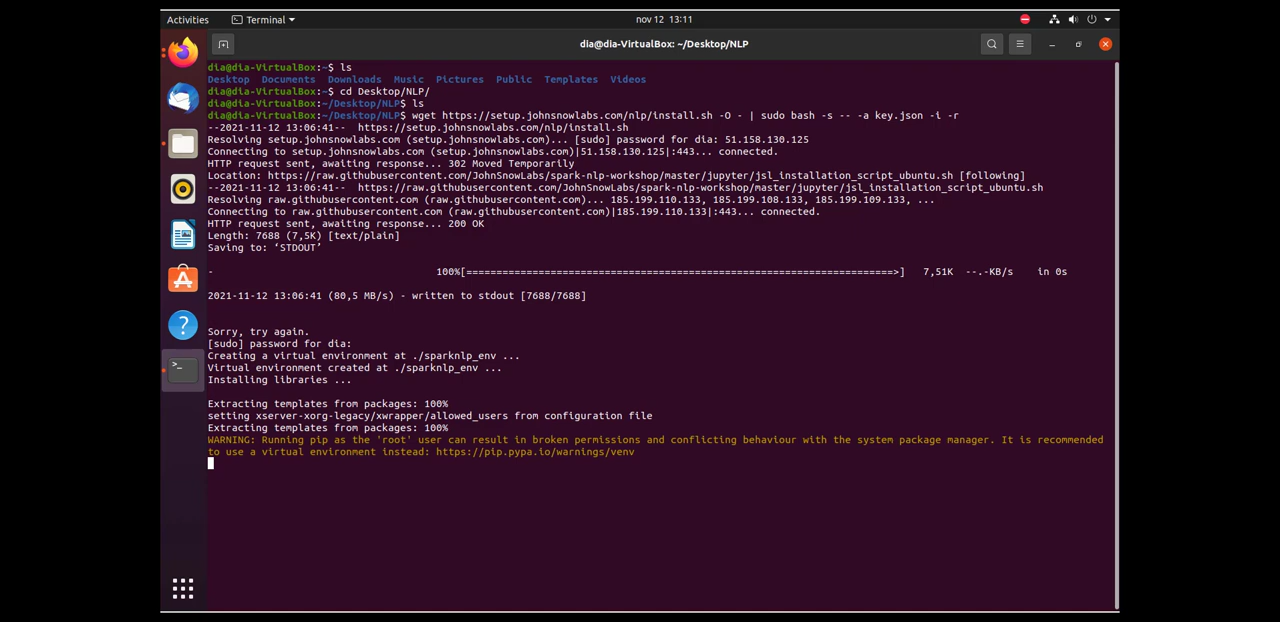 Activities
Terminal
nov 12 13:11
dia@dia-VirtualBox: ~/Desktop/NLP
dia@dia-VirtualBox:~$ ls
Desktop Documents Downloads Music Pictures Public Templates Videos
dia@dia-VirtualBox:~$ cd Desktop/NLP/
dia@dia-VirtualBox:~/Desktop/NLP$ ls
dia@dia-VirtualBox:~/Desktop/NLP$ wget https://setup.johnsnowlabs.com/nlp/install.sh -O - | sudo bash -s -- -a key.json -i -r
--2021-11-12 13:06:41-- https://setup.johnsnowlabs.com/nlp/install.sh
Resolving setup.johnsnowlabs.com (setup.johnsnowlabs.com)... [sudo] password for dia: 51.158.130.125
Connecting to setup.johnsnowlabs.com (setup.johnsnowlabs.com)|51.158.130.125|:443... connected.
HTTP request sent, awaiting response... 302 Moved Temporarily
Location: https://raw.githubusercontent.com/JohnSnowLabs/spark-nlp-workshop/master/jupyter/jsl_installation_script_ubuntu.sh [following]
--2021-11-12 13:06:41-- https://raw.githubusercontent.com/JohnSnowLabs/spark-nlp-workshop/master/jupyter/jsl_installation_script_ubuntu.sh
Resolving raw.githubusercontent.com (raw.githubusercontent.com)... 185.199.110.133, 185.199.108.133, 185.199.109.133, ...
Connecting to raw.githubusercontent.com (raw.githubusercontent.com)|185.199.110.133|:443... connected.
HTTP request sent, awaiting response... 200 OK
Length: 7688 (7,5K) [text/plain]
Saving to: ‘STDOUT’
- 100%[=======================================================================>] 7,51K --.-KB/s in 0s
2021-11-12 13:06:41 (80,5 MB/s) - written to stdout [7688/7688]
Sorry, try again.
[sudo] password for dia:
Creating a virtual environment at ./sparknlp_env ...
Virtual environment created at ./sparknlp_env ...
Installing libraries ...
Extracting templates from packages: 100%
setting xserver-xorg-legacy/xwrapper/allowed_users from configuration file
Extracting templates from packages: 100%
WARNING: Running pip as the 'root' user can result in broken permissions and conflicting behaviour with the system package manager. It is recommended
to use a virtual environment instead: https://pip.pypa.io/warnings/venv